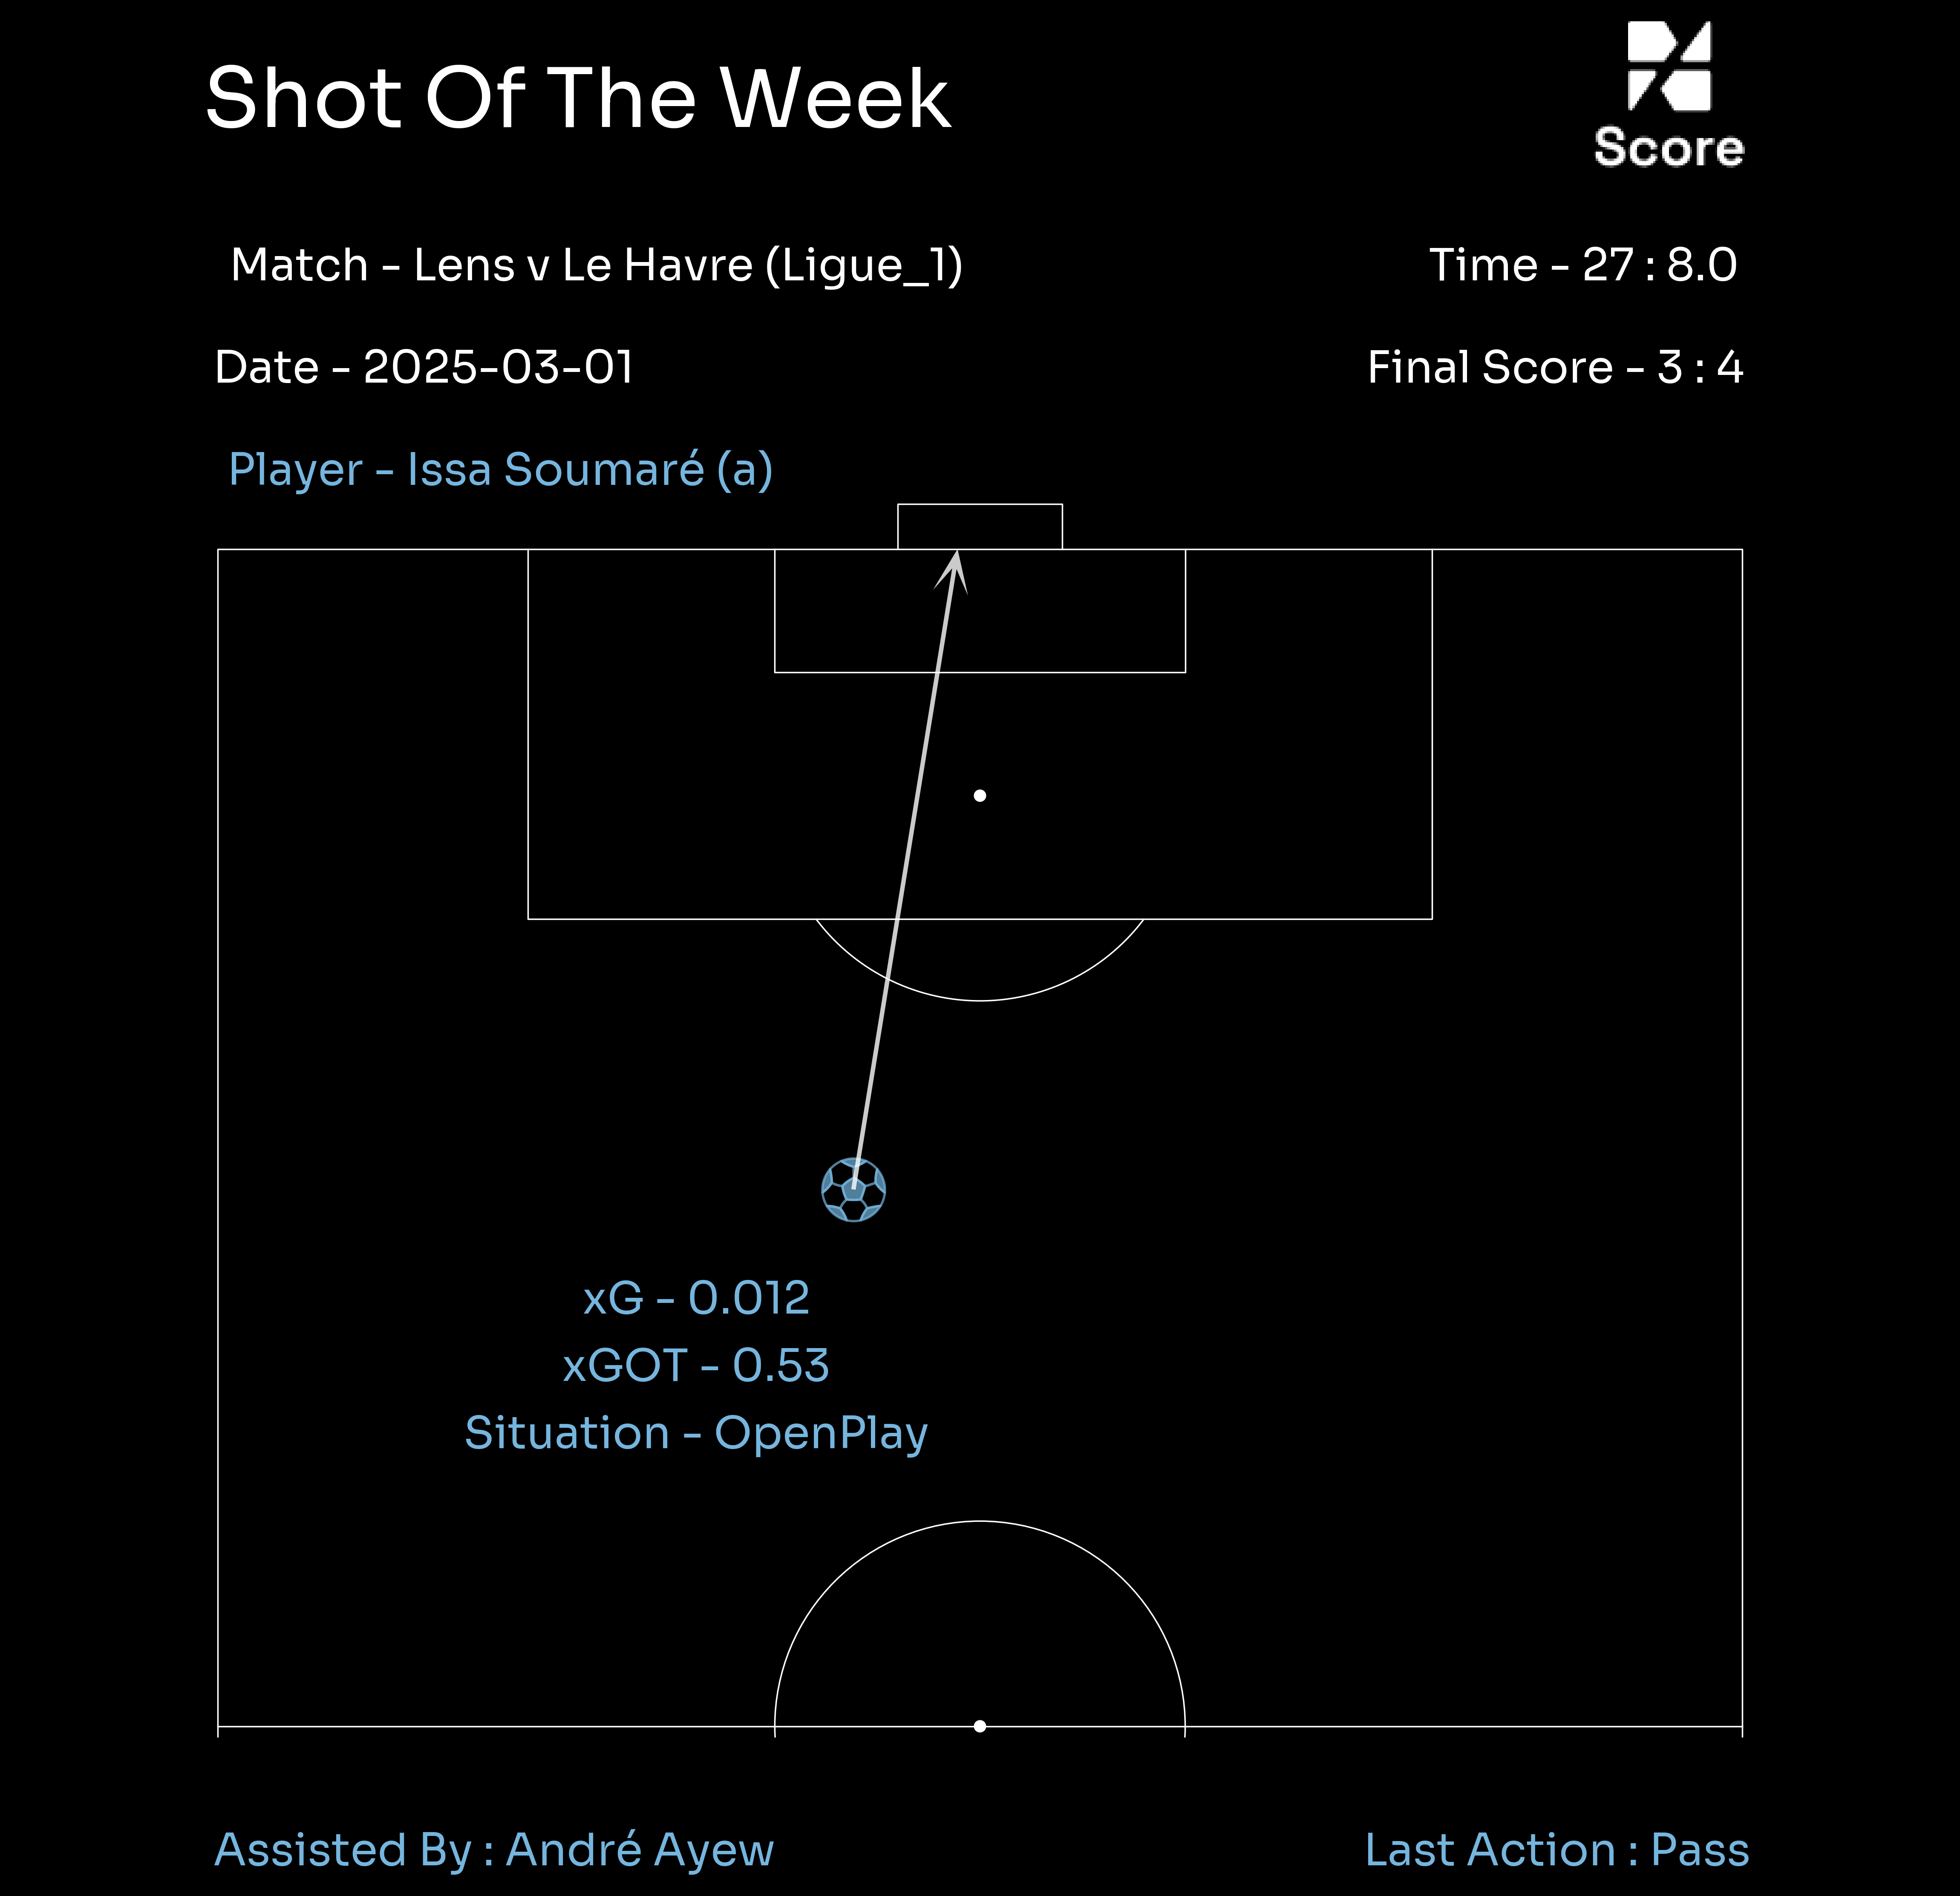 Shot Of The Week
Score
Match - Lens v Le Havre (Ligue_1)
Time - 27 : 8.0
Date - 2025-03-01
Final Score - 3 : 4
Player - Issa Soumaré (a)
xG - 0.012
xGOT - 0.53
Situation - OpenPlay
Assisted By : André Ayew
Last Action : Pass